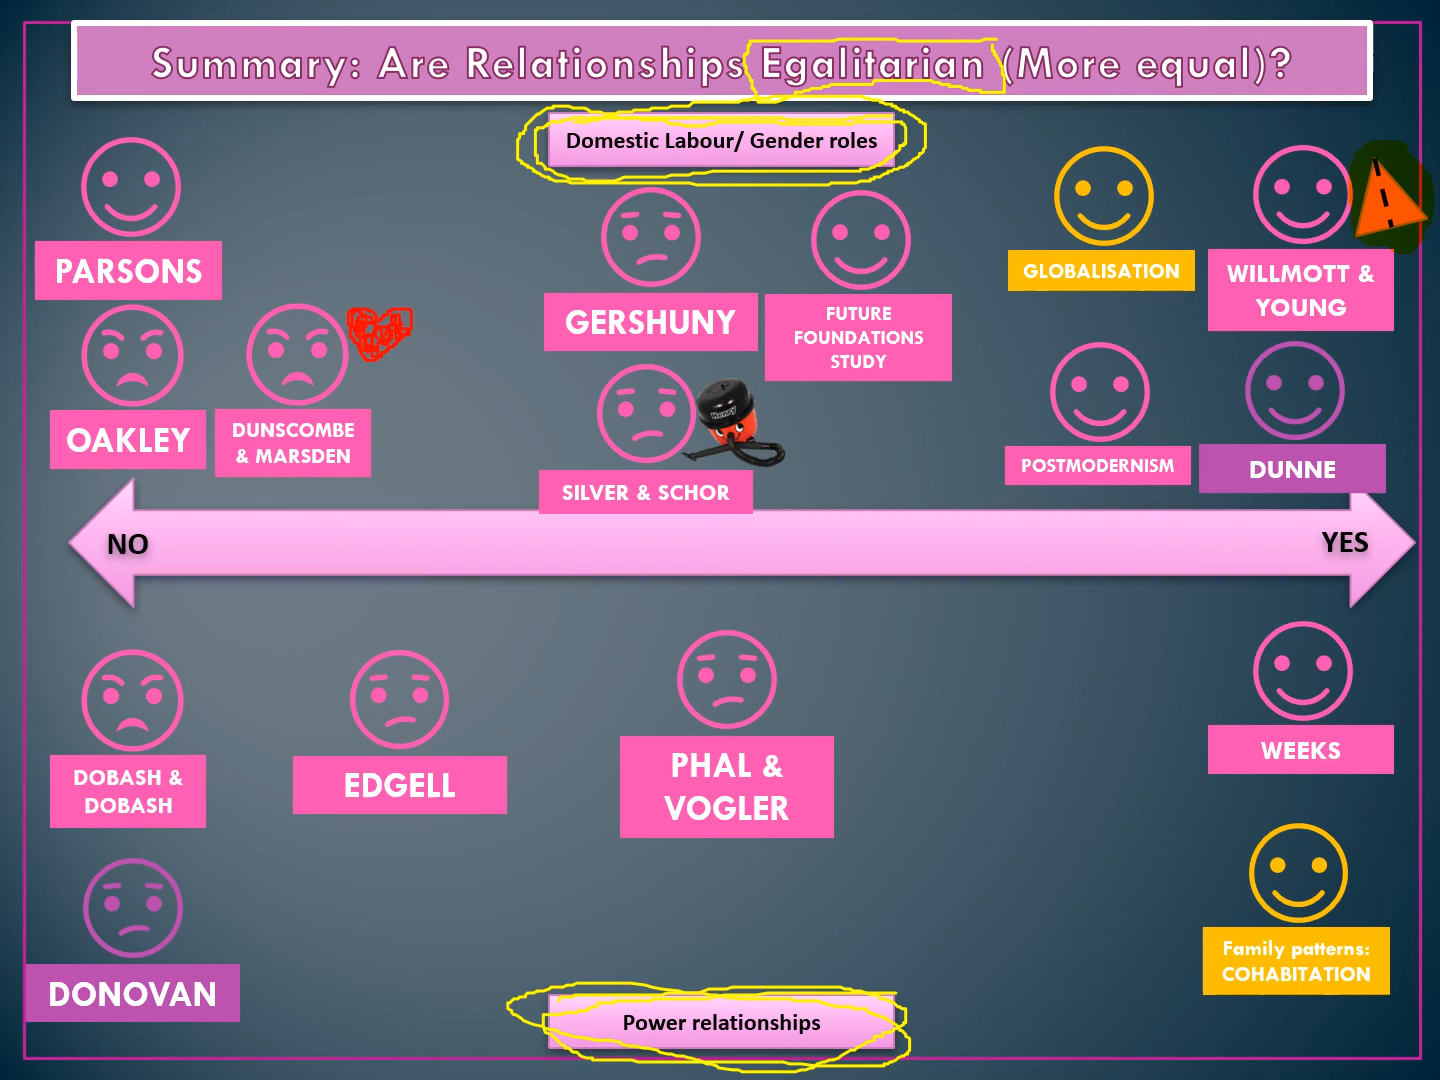 Summary: Are Relationships Egalitarian (More equal)?
Domestic Labour/ Gender roles
PARSONS
GERSHUNY
FUTURE
FOUNDATIONS
STUDY
GLOBALISATION
WILLMOTT &
YOUNG
OAKLEY
DUNSCOMBE
& MARSDEN
Henry
SILVER & SCHOR
POSTMODERNISM
DUNNE
NO
YES
DOBASH &
DOBASH
EDGELL
PHAL &
VOGLER
WEEKS
DONOVAN
Family patterns:
COHABITATION
Power relationships